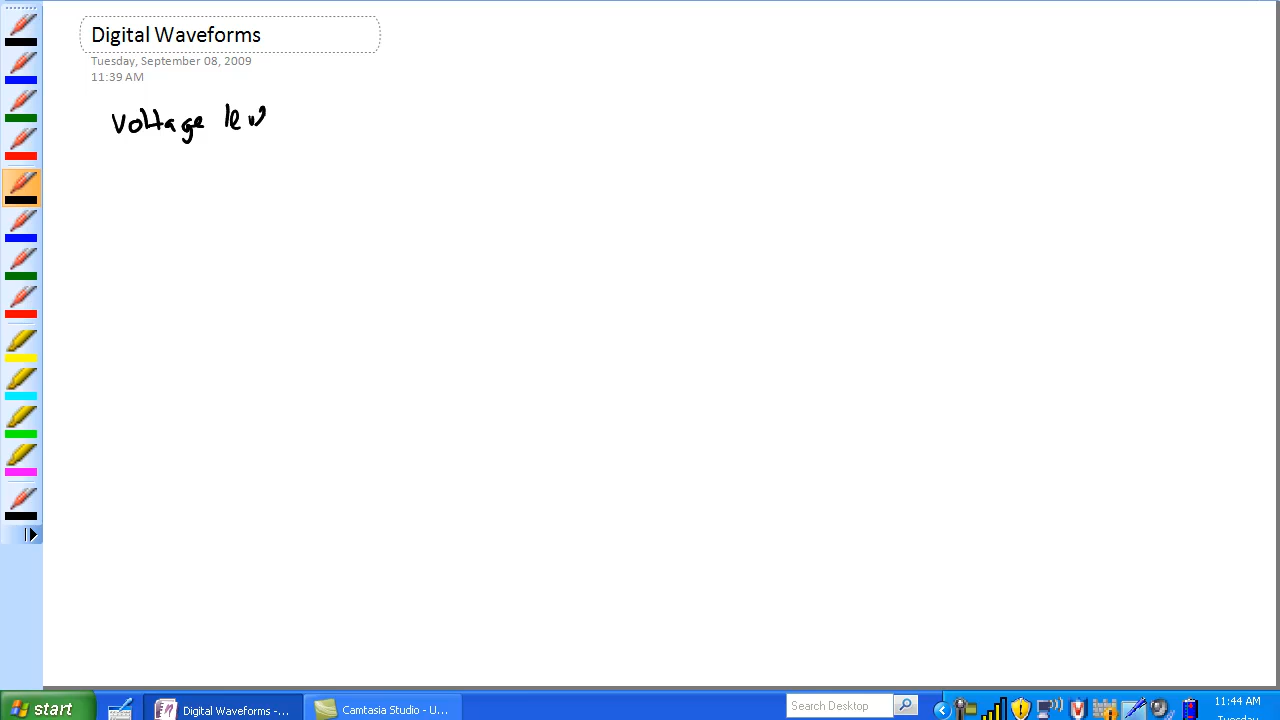 Digital Waveforms
Tuesday, September 08, 2009
11:39 AM
Voltage lev
start
Digital Waveforms -...
Camtasia Studio - U...
Search Desktop
11:44 AM
Tuesday